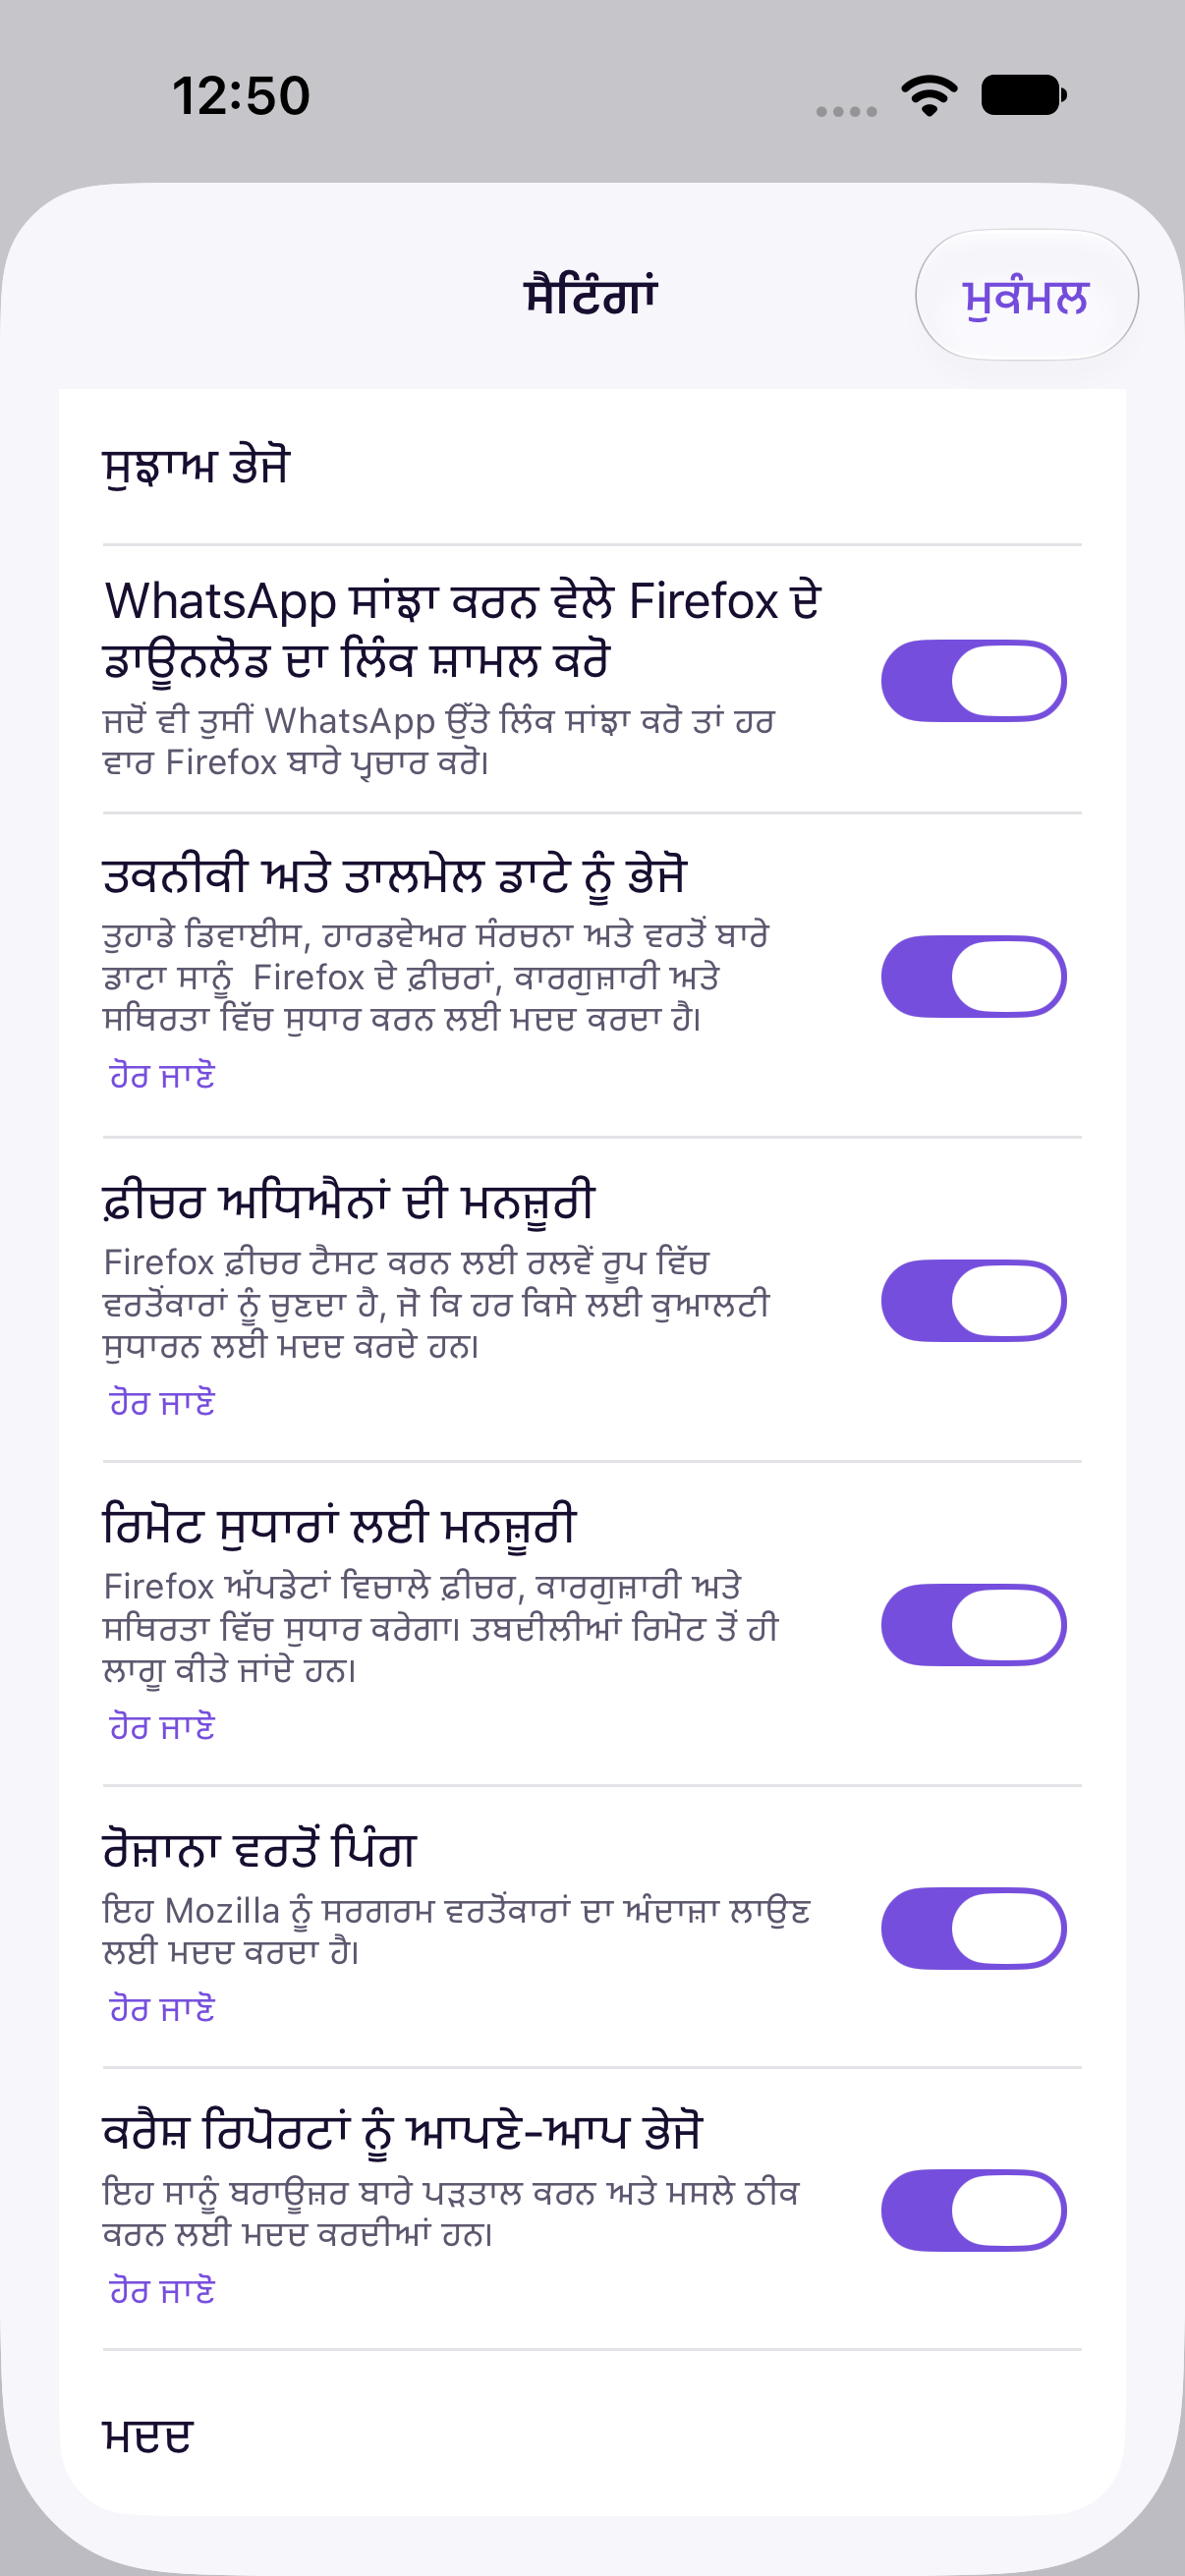 12:50
ਸੈਟਿੰਗਾਂ
ਮੁਕੰਮਲ
ਸੁਝਾਅ ਭੇਜੋ
WhatsApp ਸਾਂਝਾ ਕਰਨ ਵੇਲੇ Firefox ਦੇ
ਡਾਊਨਲੋਡ ਦਾ ਲਿੰਕ ਸ਼ਾਮਲ ਕਰੋ
ਜਦੋਂ ਵੀ ਤੁਸੀਂ WhatsApp ਉੱਤੇ ਲਿੰਕ ਸਾਂਝਾ ਕਰੋ ਤਾਂ ਹਰ
ਵਾਰ Firefox ਬਾਰੇ ਪ੍ਰਚਾਰ ਕਰੋ।
ਤਕਨੀਕੀ ਅਤੇ ਤਾਲਮੇਲ ਡਾਟੇ ਨੂੰ ਭੇਜੋ
ਤੁਹਾਡੇ ਡਿਵਾਈਸ, ਹਾਰਡਵੇਅਰ ਸੰਰਚਨਾ ਅਤੇ ਵਰਤੋਂ ਬਾਰੇ
ਡਾਟਾ ਸਾਨੂੰ  Firefox ਦੇ ਫ਼ੀਚਰਾਂ, ਕਾਰਗੁਜ਼ਾਰੀ ਅਤੇ
ਸਥਿਰਤਾ ਵਿੱਚ ਸੁਧਾਰ ਕਰਨ ਲਈ ਮਦਦ ਕਰਦਾ ਹੈ।
ਹੋਰ ਜਾਣੋ
ਫ਼ੀਚਰ ਅਧਿਐਨਾਂ ਦੀ ਮਨਜ਼ੂਰੀ
Firefox ਫ਼ੀਚਰ ਟੈਸਟ ਕਰਨ ਲਈ ਰਲਵੇਂ ਰੂਪ ਵਿੱਚ
ਵਰਤੋਂਕਾਰਾਂ ਨੂੰ ਚੁਣਦਾ ਹੈ, ਜੋ ਕਿ ਹਰ ਕਿਸੇ ਲਈ ਕੁਆਲਟੀ
ਸੁਧਾਰਨ ਲਈ ਮਦਦ ਕਰਦੇ ਹਨ।
ਹੋਰ ਜਾਣੋ
ਰਿਮੋਟ ਸੁਧਾਰਾਂ ਲਈ ਮਨਜ਼ੂਰੀ
Firefox ਅੱਪਡੇਟਾਂ ਵਿਚਾਲੇ ਫ਼ੀਚਰ, ਕਾਰਗੁਜ਼ਾਰੀ ਅਤੇ
ਸਥਿਰਤਾ ਵਿੱਚ ਸੁਧਾਰ ਕਰੇਗਾ। ਤਬਦੀਲੀਆਂ ਰਿਮੋਟ ਤੋਂ ਹੀ
ਲਾਗੂ ਕੀਤੇ ਜਾਂਦੇ ਹਨ।
ਹੋਰ ਜਾਣੋ
ਰੋਜ਼ਾਨਾ ਵਰਤੋਂ ਪਿੰਗ
ਇਹ Mozilla ਨੂੰ ਸਰਗਰਮ ਵਰਤੋਂਕਾਰਾਂ ਦਾ ਅੰਦਾਜ਼ਾ ਲਾਉਣ
ਲਈ ਮਦਦ ਕਰਦਾ ਹੈ।
ਹੋਰ ਜਾਣੋ
ਕਰੈਸ਼ ਰਿਪੋਰਟਾਂ ਨੂੰ ਆਪਣੇ-ਆਪ ਭੇਜੋ
ਇਹ ਸਾਨੂੰ ਬਰਾਊਜ਼ਰ ਬਾਰੇ ਪੜਤਾਲ ਕਰਨ ਅਤੇ ਮਸਲੇ ਠੀਕ
ਕਰਨ ਲਈ ਮਦਦ ਕਰਦੀਆਂ ਹਨ।
ਹੋਰ ਜਾਣੋ
ਮਦਦ